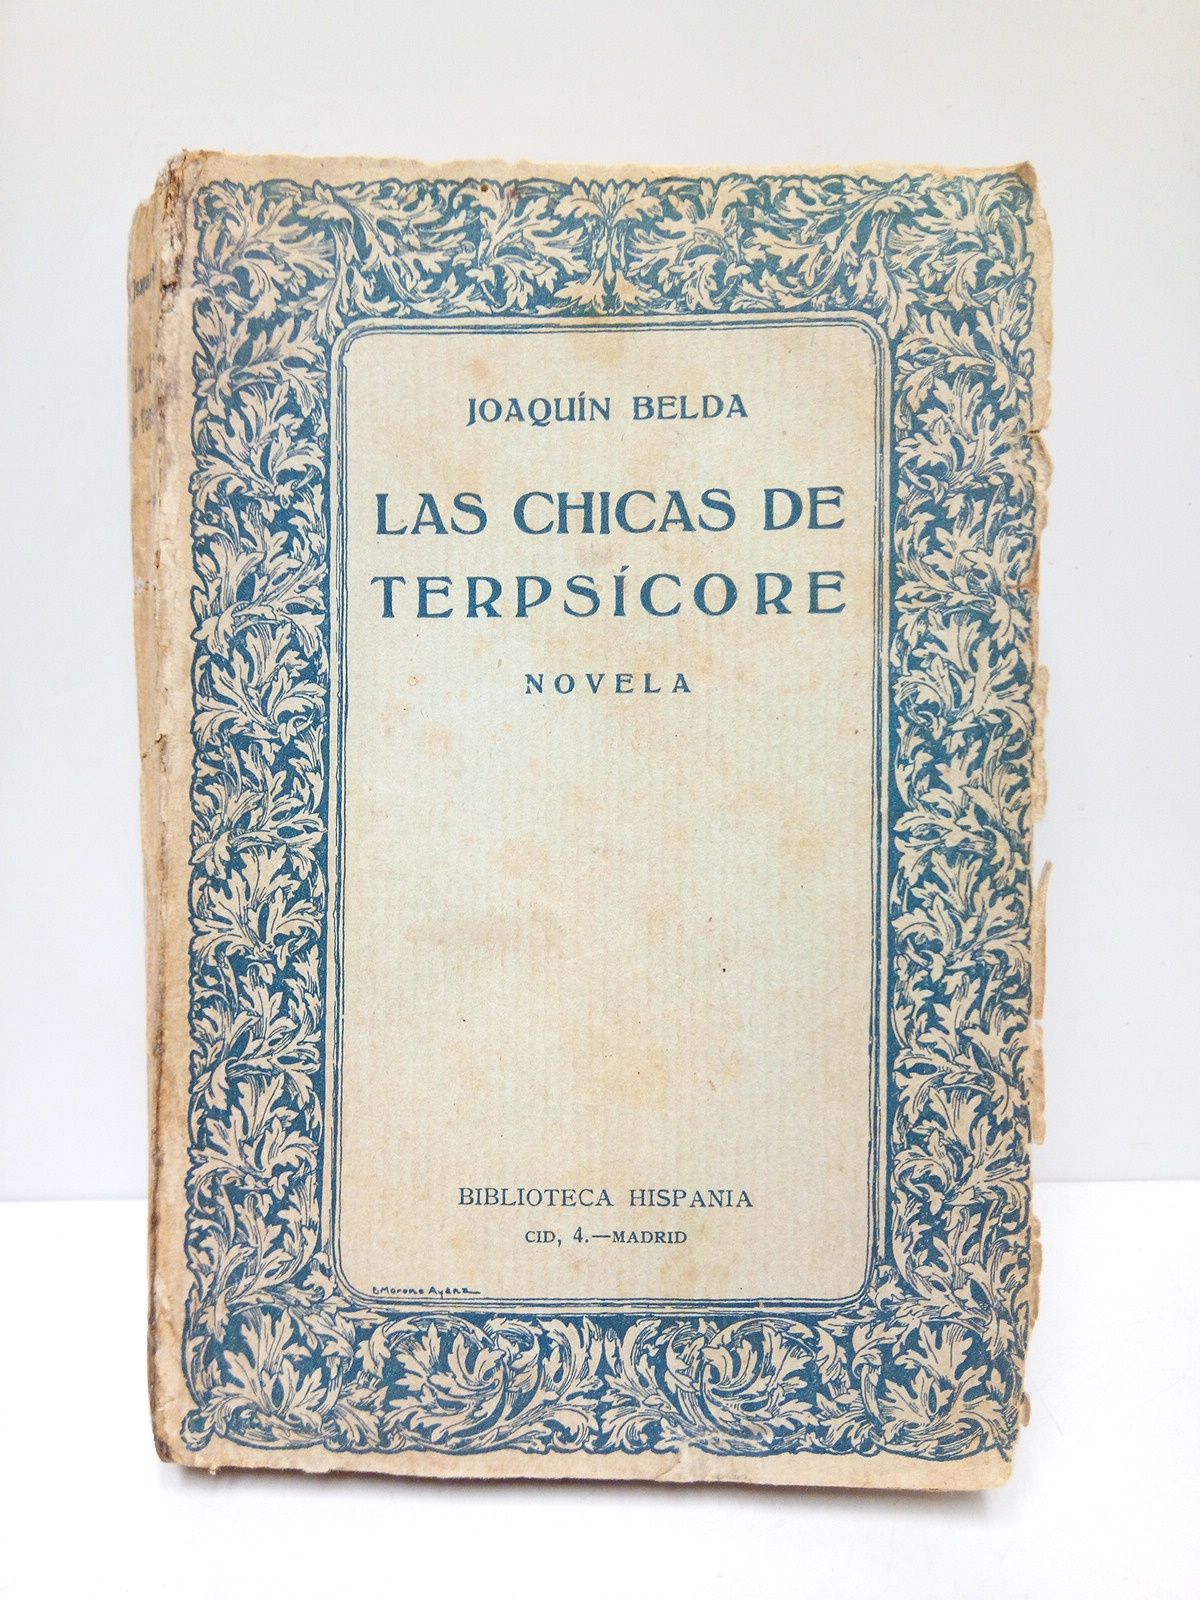 JOAQUÍN BELDA
LAS CHICAS DE
TERPSÍCORE
NOVELA
BIBLIOTECA HISPANIA
CID, 4.—MADRID